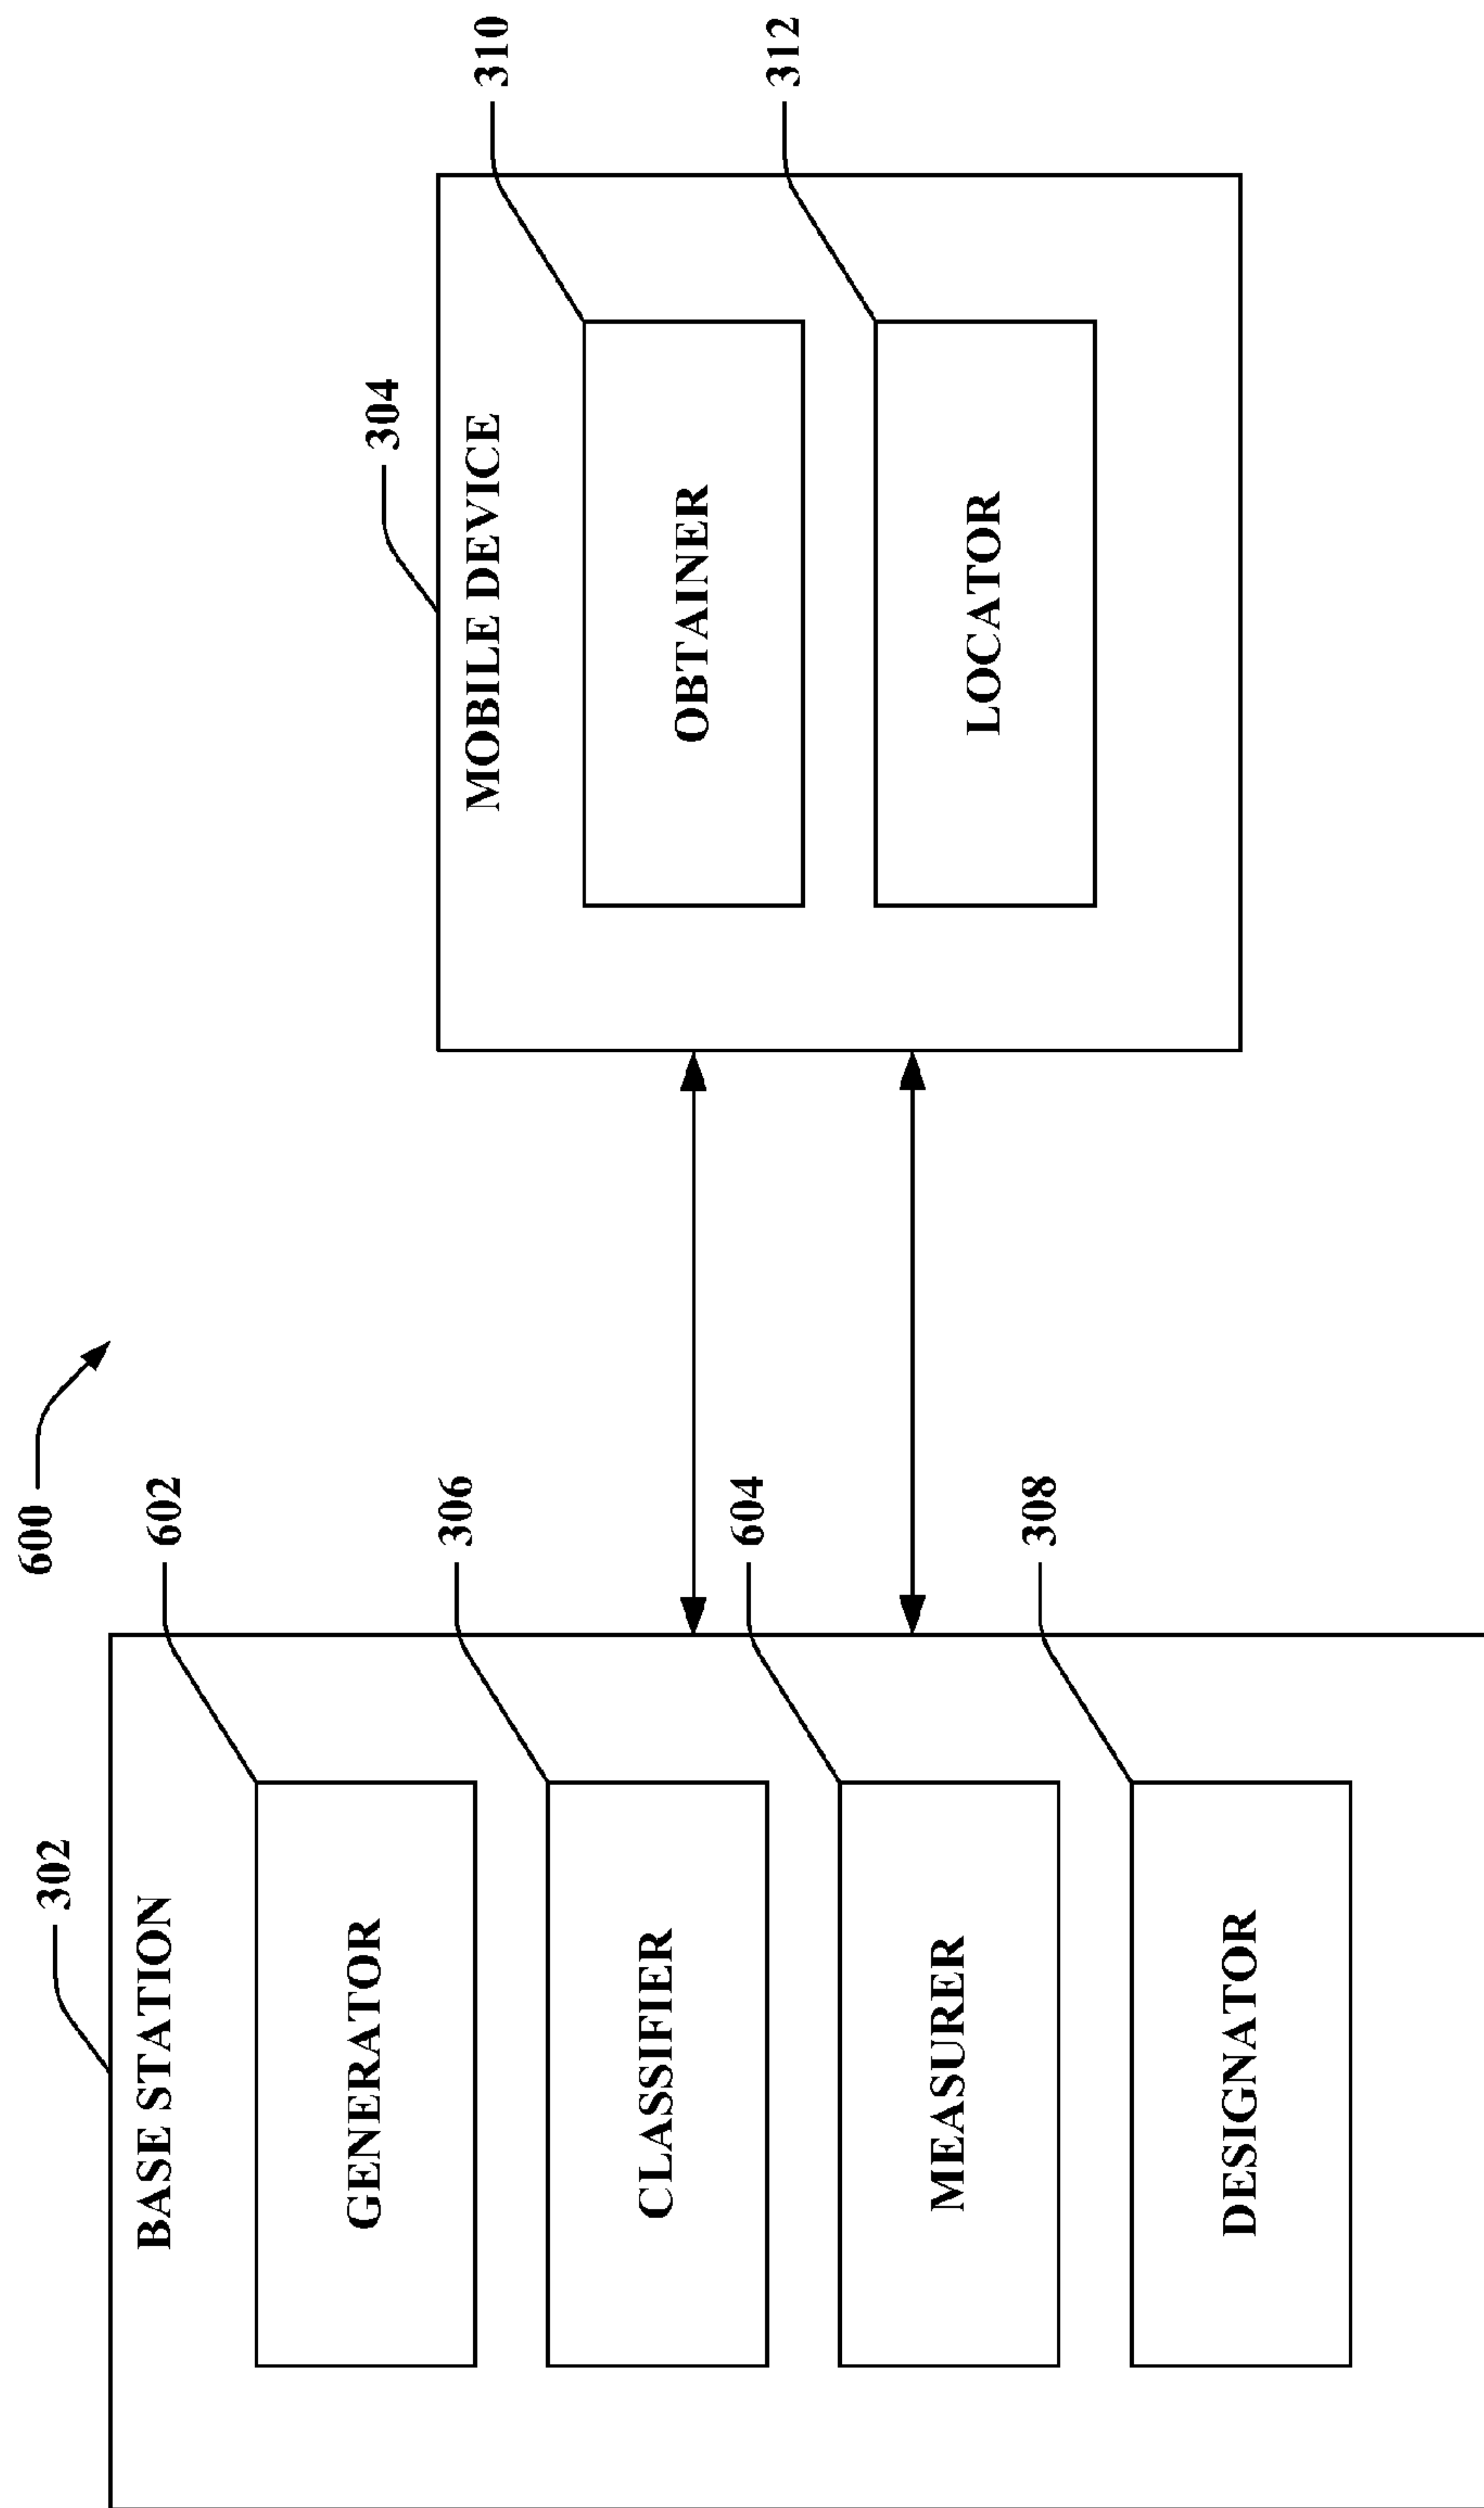 600
302
BASE STATION
602
GENERATOR
306
CLASSIFIER
604
MEASURER
308
DESIGNATOR
304
MOBILE DEVICE
310
OBTAINER
312
LOCATOR